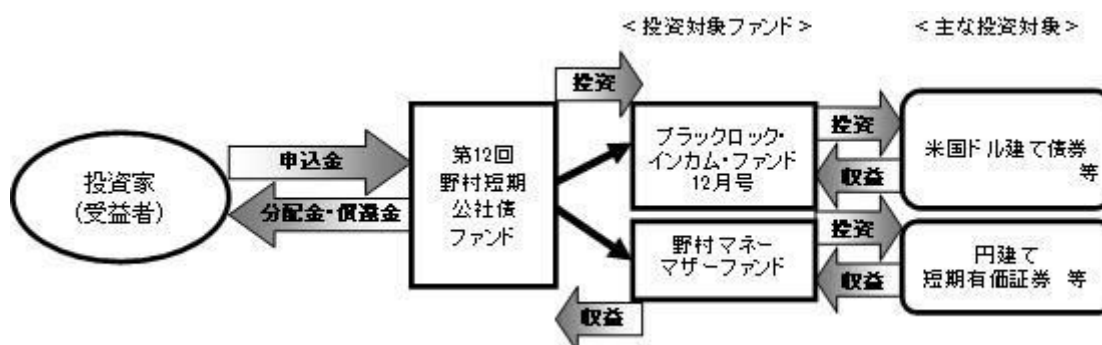 ＜投資対象ファンド＞
＜主な投資対象＞
投資
投資家
(受益者)
申込金
分配金・償還金
第12回
野村短期
公社債
ファンド
ブラックロック・
インカム・ファンド
12月号
投資
収益
米国ドル建て債券
等
野村マネー
マザーファンド
投資
収益
円建て
短期有価証券 等
収益